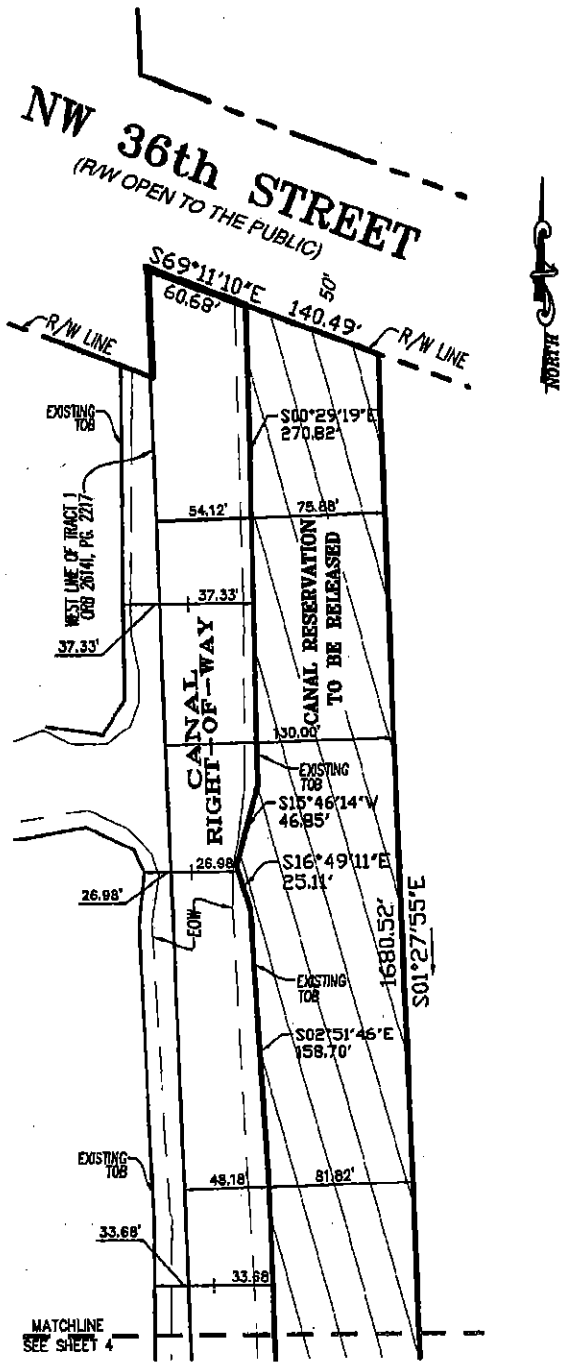 NW 36th STREET
(R/W OPEN TO THE PUBLIC)
NORTH
S69°11'10"E
60.68'
140.49'
50'
R/W LINE
R/W LINE
EXISTING
TOB
S00°29'19"E
270.82'
WEST LINE OF TRACT 1
ORB 26141, PG. 2217
54.12'
75.88'
37.33'
37.33'
CANAL
RIGHT-OF-WAY
CANAL RESERVATION
TO BE RELEASED
130.00'
EXISTING
TOB
S15°46'14"W
46.85'
26.98'
26.98'
S16°49'11"E
25.11'
EOW
EXISTING
TOB
1680.52'
S01°27'55"E
S02°51'46"E
158.70'
EXISTING
TOB
48.18'
81.82'
33.68'
33.68'
MATCHLINE
SEE SHEET 4